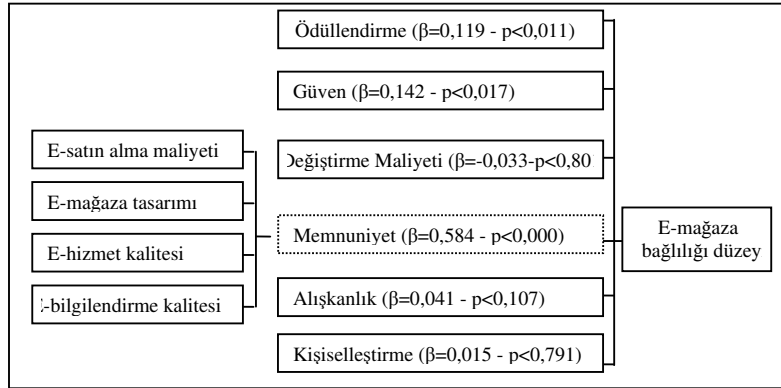 Ödüllendirme (β=0,119 - p<0,011)
Güven (β=0,142 - p<0,017)
Değiştirme Maliyeti (β=-0,033-p<0,80
Memnuniyet (β=0,584 - p<0,000)
Alışkanlık (β=0,041 - p<0,107)
Kişiselleştirme (β=0,015 - p<0,791)
E-satın alma maliyeti
E-mağaza tasarımı
E-hizmet kalitesi
E-bilgilendirme kalitesi
E-mağaza
bağlılığı düzey